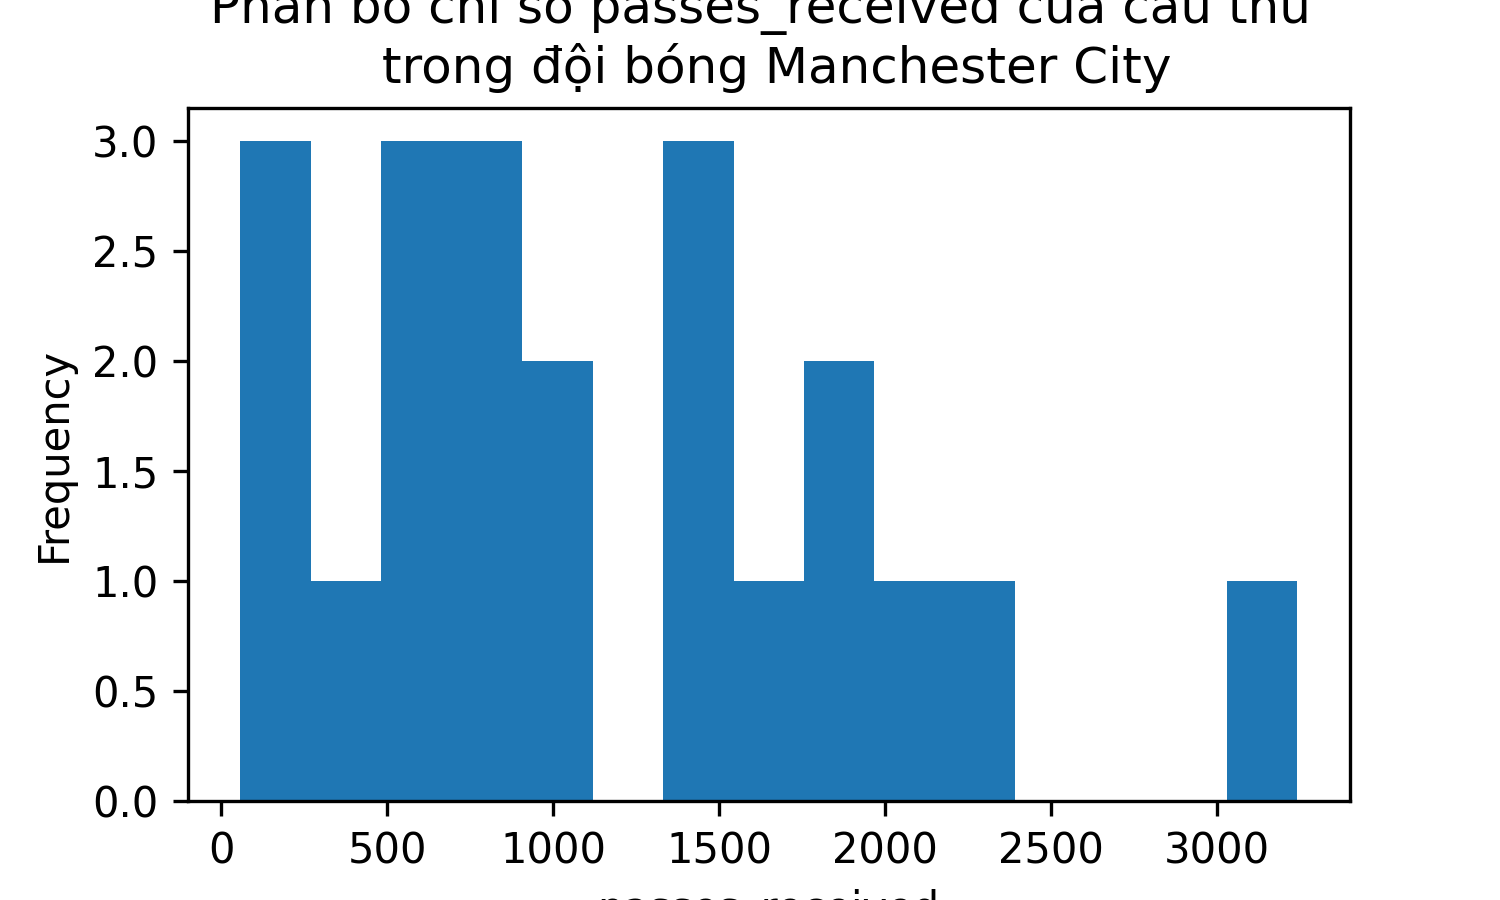 Phân bố chỉ số passes_received của cầu thủ
trong đội bóng Manchester City
3.0
2.5
2.0
1.5
1.0
0.5
0.0
Frequency
0 500 1000 1500 2000 2500 3000
passes_received